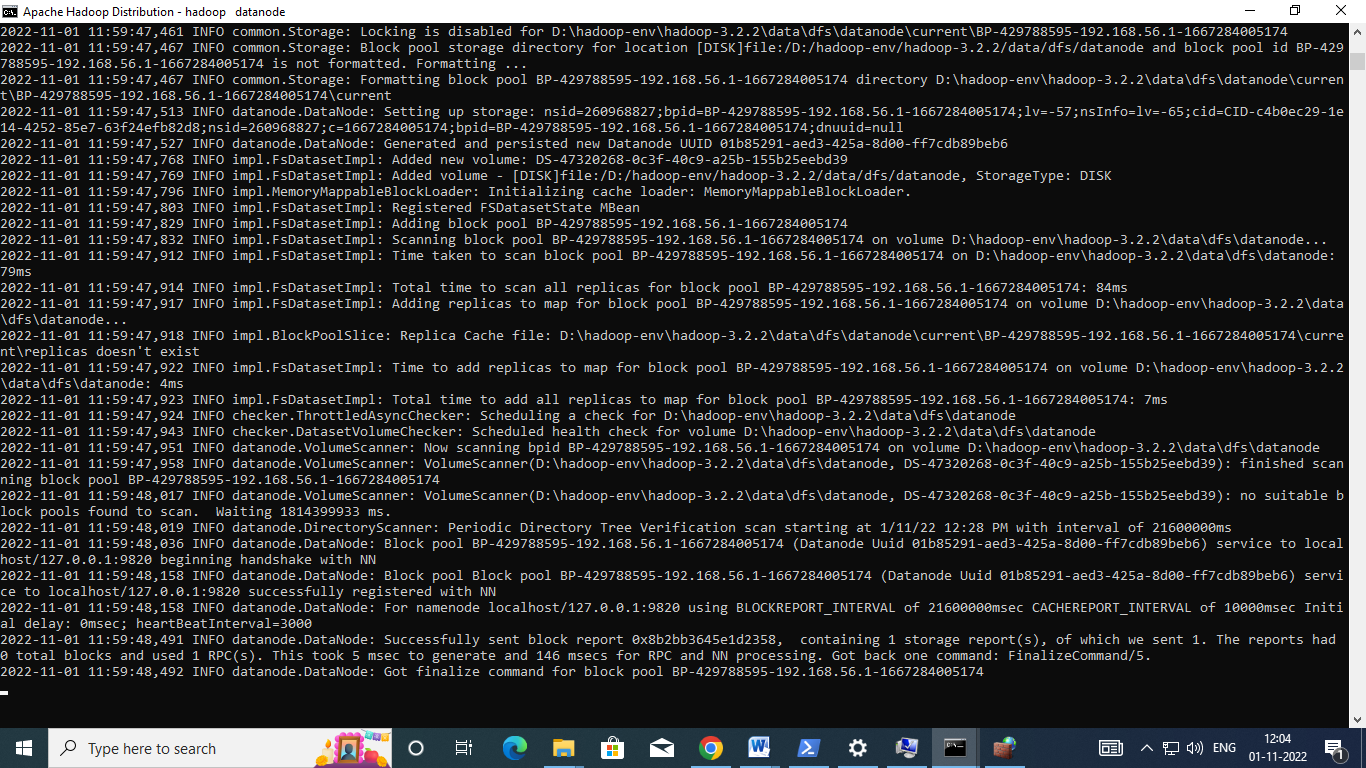 Apache Hadoop Distribution - hadoop   datanode
2022-11-01 11:59:47,461 INFO common.Storage: Locking is disabled for D:\hadoop-env\hadoop-3.2.2\data\dfs\datanode\current\BP-429788595-192.168.56.1-1667284005174
2022-11-01 11:59:47,467 INFO common.Storage: Block pool storage directory for location [DISK]file:/D:/hadoop-env/hadoop-3.2.2/data/dfs/datanode and block pool id BP-429
788595-192.168.56.1-1667284005174 is not formatted. Formatting ...
2022-11-01 11:59:47,467 INFO common.Storage: Formatting block pool BP-429788595-192.168.56.1-1667284005174 directory D:\hadoop-env\hadoop-3.2.2\data\dfs\datanode\curren
t\BP-429788595-192.168.56.1-1667284005174\current
2022-11-01 11:59:47,513 INFO datanode.DataNode: Setting up storage: nsid=260968827;bpid=BP-429788595-192.168.56.1-1667284005174;lv=-57;nsInfo=lv=-65;cid=CID-c4b0ec29-1e
14-4252-85e7-63f24efb82d8;nsid=260968827;c=1667284005174;bpid=BP-429788595-192.168.56.1-1667284005174;dnuuid=null
2022-11-01 11:59:47,527 INFO datanode.DataNode: Generated and persisted new Datanode UUID 01b85291-aed3-425a-8d00-ff7cdb89beb6
2022-11-01 11:59:47,768 INFO impl.FsDatasetImpl: Added new volume: DS-47320268-0c3f-40c9-a25b-155b25eebd39
2022-11-01 11:59:47,769 INFO impl.FsDatasetImpl: Added volume - [DISK]file:/D:/hadoop-env/hadoop-3.2.2/data/dfs/datanode, StorageType: DISK
2022-11-01 11:59:47,796 INFO impl.MemoryMappableBlockLoader: Initializing cache loader: MemoryMappableBlockLoader.
2022-11-01 11:59:47,803 INFO impl.FsDatasetImpl: Registered FSDatasetState MBean
2022-11-01 11:59:47,829 INFO impl.FsDatasetImpl: Adding block pool BP-429788595-192.168.56.1-1667284005174
2022-11-01 11:59:47,832 INFO impl.FsDatasetImpl: Scanning block pool BP-429788595-192.168.56.1-1667284005174 on volume D:\hadoop-env\hadoop-3.2.2\data\dfs\datanode...
2022-11-01 11:59:47,912 INFO impl.FsDatasetImpl: Time taken to scan block pool BP-429788595-192.168.56.1-1667284005174 on D:\hadoop-env\hadoop-3.2.2\data\dfs\datanode:
79ms
2022-11-01 11:59:47,914 INFO impl.FsDatasetImpl: Total time to scan all replicas for block pool BP-429788595-192.168.56.1-1667284005174: 84ms
2022-11-01 11:59:47,917 INFO impl.FsDatasetImpl: Adding replicas to map for block pool BP-429788595-192.168.56.1-1667284005174 on volume D:\hadoop-env\hadoop-3.2.2\data
\dfs\datanode...
2022-11-01 11:59:47,918 INFO impl.BlockPoolSlice: Replica Cache file: D:\hadoop-env\hadoop-3.2.2\data\dfs\datanode\current\BP-429788595-192.168.56.1-1667284005174\curre
nt\replicas doesn't exist
2022-11-01 11:59:47,922 INFO impl.FsDatasetImpl: Time to add replicas to map for block pool BP-429788595-192.168.56.1-1667284005174 on volume D:\hadoop-env\hadoop-3.2.2
\data\dfs\datanode: 4ms
2022-11-01 11:59:47,923 INFO impl.FsDatasetImpl: Total time to add all replicas to map for block pool BP-429788595-192.168.56.1-1667284005174: 7ms
2022-11-01 11:59:47,924 INFO checker.ThrottledAsyncChecker: Scheduling a check for D:\hadoop-env\hadoop-3.2.2\data\dfs\datanode
2022-11-01 11:59:47,943 INFO checker.DatasetVolumeChecker: Scheduled health check for volume D:\hadoop-env\hadoop-3.2.2\data\dfs\datanode
2022-11-01 11:59:47,951 INFO datanode.VolumeScanner: Now scanning bpid BP-429788595-192.168.56.1-1667284005174 on volume D:\hadoop-env\hadoop-3.2.2\data\dfs\datanode
2022-11-01 11:59:47,958 INFO datanode.VolumeScanner: VolumeScanner(D:\hadoop-env\hadoop-3.2.2\data\dfs\datanode, DS-47320268-0c3f-40c9-a25b-155b25eebd39): finished scan
ning block pool BP-429788595-192.168.56.1-1667284005174
2022-11-01 11:59:48,017 INFO datanode.VolumeScanner: VolumeScanner(D:\hadoop-env\hadoop-3.2.2\data\dfs\datanode, DS-47320268-0c3f-40c9-a25b-155b25eebd39): no suitable b
lock pools found to scan.  Waiting 1814399933 ms.
2022-11-01 11:59:48,019 INFO datanode.DirectoryScanner: Periodic Directory Tree Verification scan starting at 1/11/22 12:28 PM with interval of 21600000ms
2022-11-01 11:59:48,036 INFO datanode.DataNode: Block pool BP-429788595-192.168.56.1-1667284005174 (Datanode Uuid 01b85291-aed3-425a-8d00-ff7cdb89beb6) service to local
host/127.0.0.1:9820 beginning handshake with NN
2022-11-01 11:59:48,158 INFO datanode.DataNode: Block pool Block pool BP-429788595-192.168.56.1-1667284005174 (Datanode Uuid 01b85291-aed3-425a-8d00-ff7cdb89beb6) servi
ce to localhost/127.0.0.1:9820 successfully registered with NN
2022-11-01 11:59:48,158 INFO datanode.DataNode: For namenode localhost/127.0.0.1:9820 using BLOCKREPORT_INTERVAL of 21600000msec CACHEREPORT_INTERVAL of 10000msec Initi
al delay: 0msec; heartBeatInterval=3000
2022-11-01 11:59:48,491 INFO datanode.DataNode: Successfully sent block report 0x8b2bb3645e1d2358,  containing 1 storage report(s), of which we sent 1. The reports had
0 total blocks and used 1 RPC(s). This took 5 msec to generate and 146 msecs for RPC and NN processing. Got back one command: FinalizeCommand/5.
2022-11-01 11:59:48,492 INFO datanode.DataNode: Got finalize command for block pool BP-429788595-192.168.56.1-1667284005174
Type here to search
ENG
12:04
01-11-2022
1